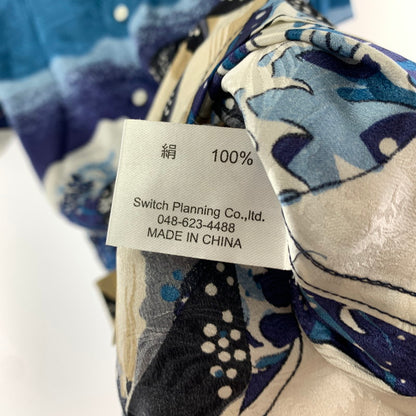 絹 100%
Switch Planning Co.,ltd.
048-623-4488
MADE IN CHINA